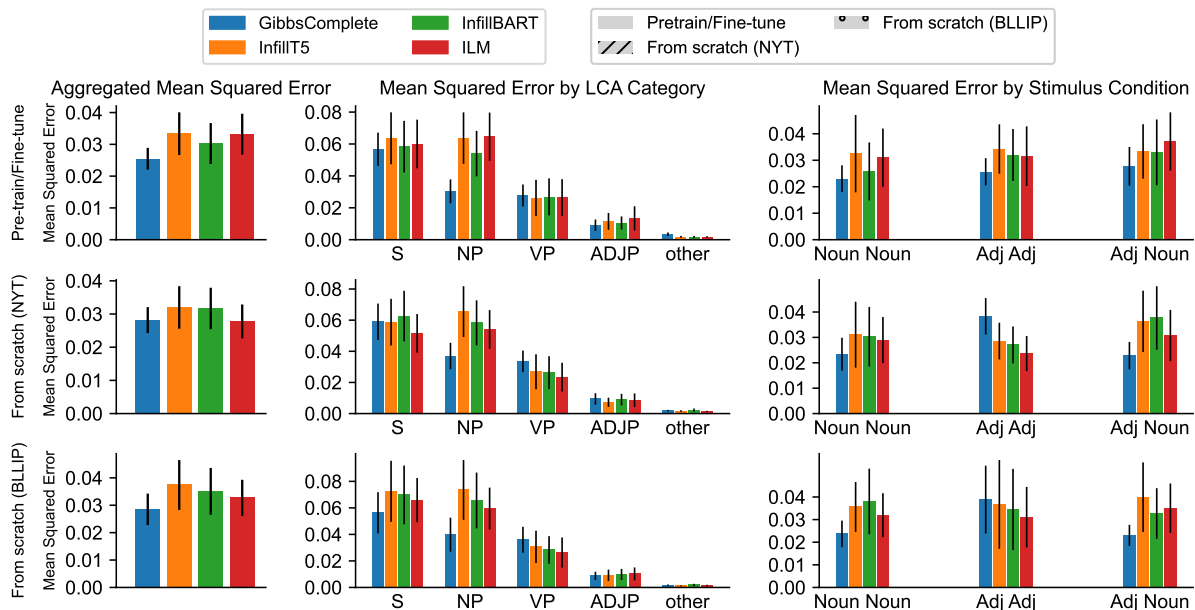 GibbsComplete
InfillT5
InfillBART
ILM
Pretrain/Fine-tune
From scratch (NYT)
From scratch (BLLIP)
Aggregated Mean Squared Error
Mean Squared Error by LCA Category
Mean Squared Error by Stimulus Condition
Pre-train/Fine-tune
Mean Squared Error
0.04
0.03
0.02
0.01
0.00
0.08
0.06
0.04
0.02
0.00
S NP VP ADJP other
0.04
0.03
0.02
0.01
0.00
Noun Noun Adj Adj Adj Noun
From scratch (NYT)
Mean Squared Error
0.04
0.03
0.02
0.01
0.00
0.08
0.06
0.04
0.02
0.00
S NP VP ADJP other
0.04
0.03
0.02
0.01
0.00
Noun Noun Adj Adj Adj Noun
From scratch (BLLIP)
Mean Squared Error
0.04
0.03
0.02
0.01
0.00
0.08
0.06
0.04
0.02
0.00
S NP VP ADJP other
0.04
0.03
0.02
0.01
0.00
Noun Noun Adj Adj Adj Noun